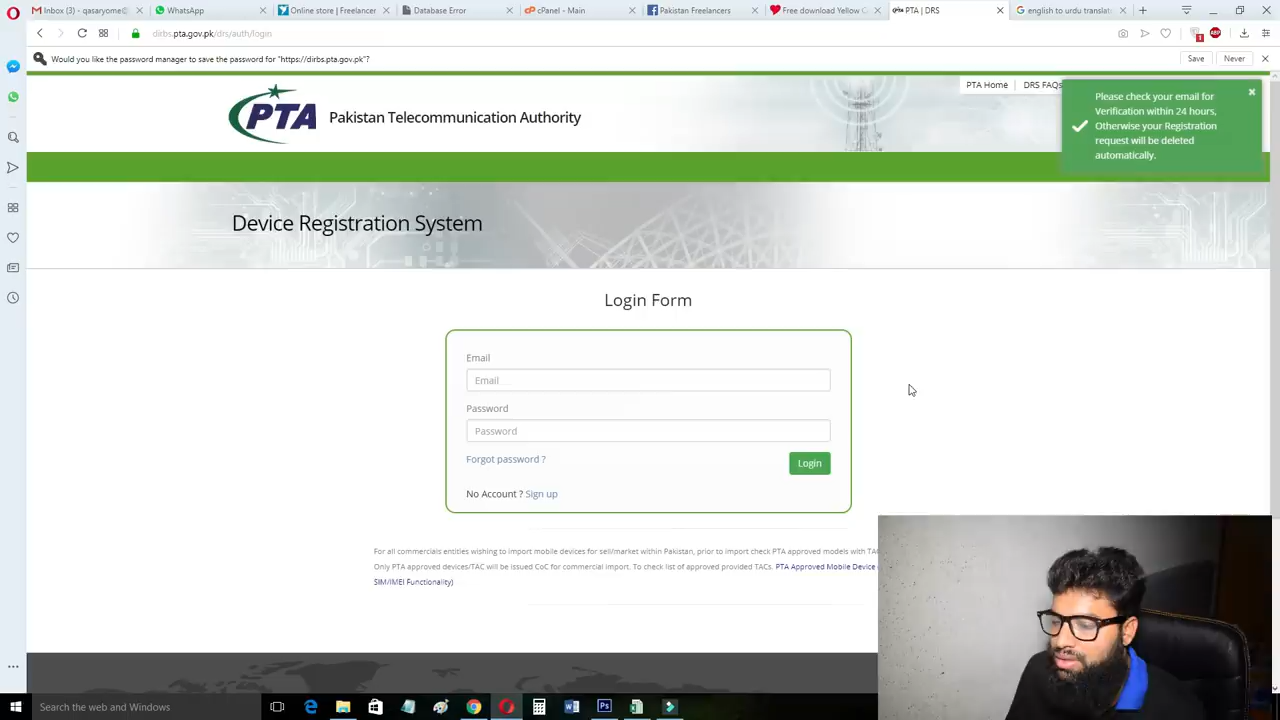 Inbox (3) - qasaryome@
WhatsApp
Online store | Freelancer
Database Error
cPanel - Main
Pakistan Freelancers
Free download Yellow C
PTA | DRS
english to urdu translat
dirbs.pta.gov.pk/drs/auth/login
Would you like the password manager to save the password for "https://dirbs.pta.gov.pk"?
Save
Never
PTA Home
DRS FAQs
Please check your email for
Verification within 24 hours,
Otherwise your Registration
request will be deleted
automatically.
PTA
Pakistan Telecommunication Authority
Device Registration System
Login Form
Email
Email
Password
Password
Forgot password ?
Login
No Account ? Sign up
For all commercials entities wishing to import mobile devices for sell/market within Pakistan, prior to import check PTA approved models with TAC
Only PTA approved devices/TAC will be issued CoC for commercial import. To check list of approved provided TACs. PTA Approved Mobile Device
SIM/IMEI Functionality)
Search the web and Windows